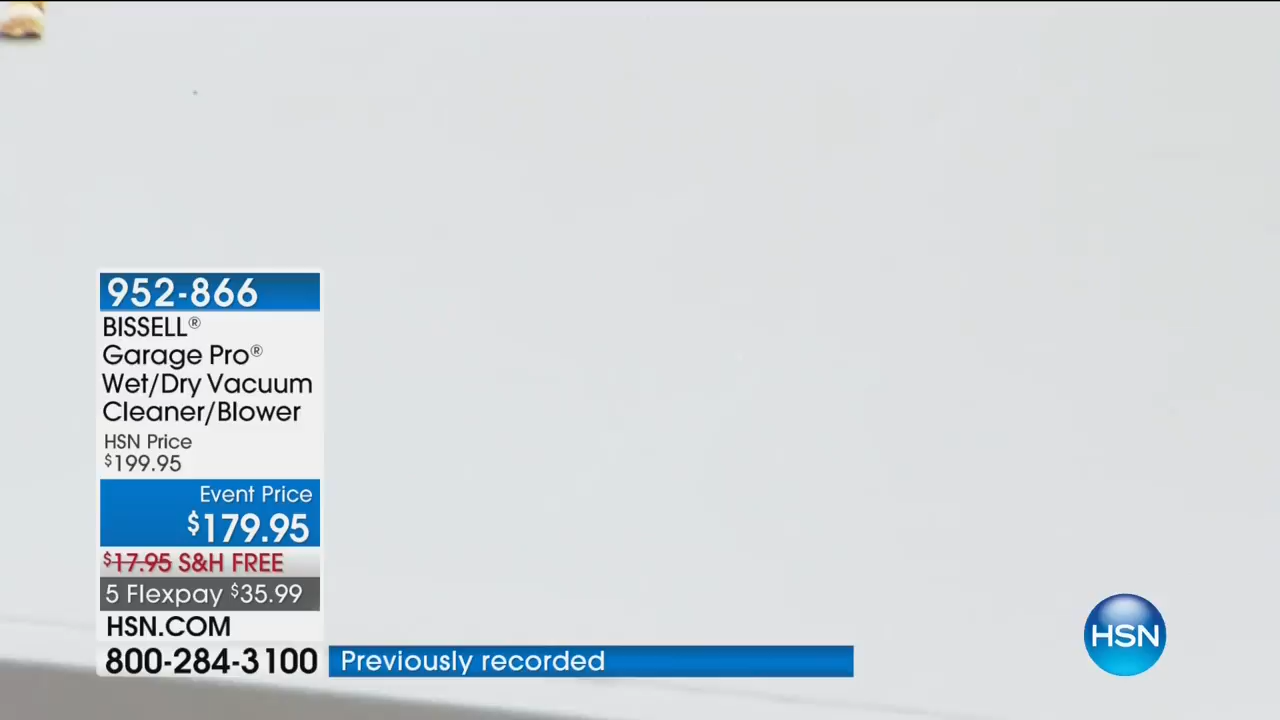 952-866
BISSELL®
Garage Pro®
Wet/Dry Vacuum
Cleaner/Blower
HSN Price
$199.95
Event Price
$179.95
$17.95 S&H FREE
5 Flexpay $35.99
HSN.COM
800-284-3100
Previously recorded
HSN